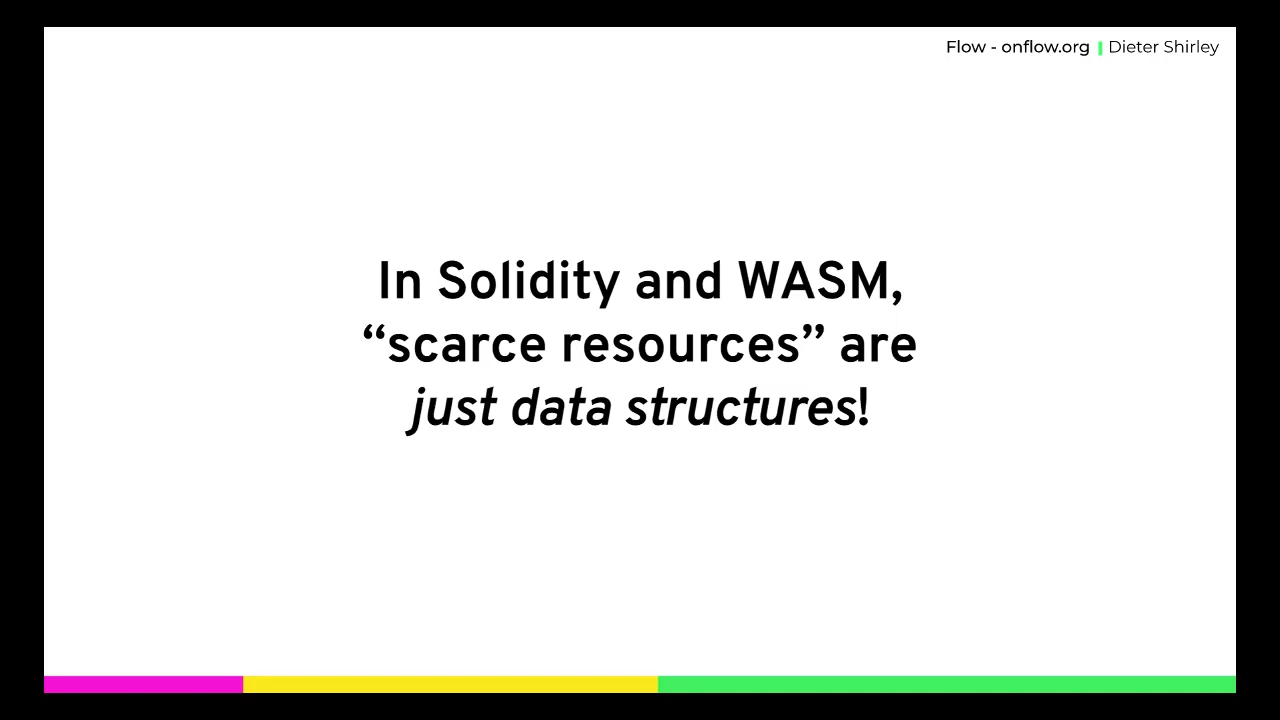 Flow - onflow.org | Dieter Shirley
In Solidity and WASM,
“scarce resources” are
just data structures!